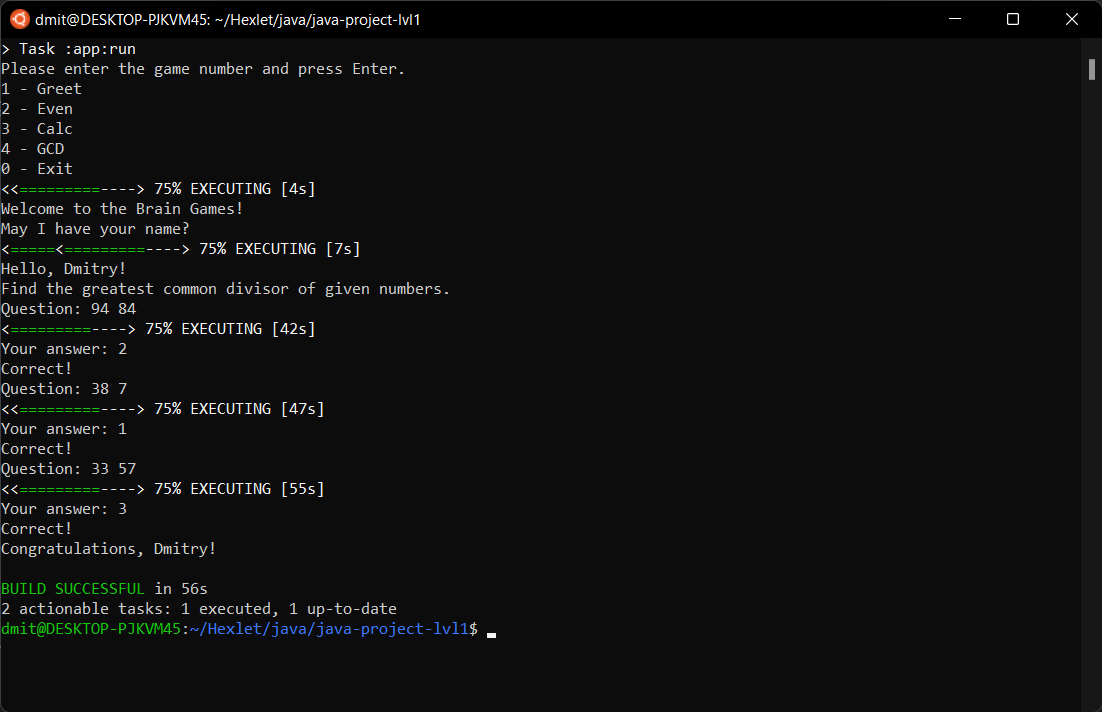 dmit@DESKTOP-PJKVM45: ~/Hexlet/java/java-project-lvl1
> Task :app:run
Please enter the game number and press Enter.
1 - Greet
2 - Even
3 - Calc
4 - GCD
0 - Exit
<<=========----> 75% EXECUTING [4s]
Welcome to the Brain Games!
May I have your name?
<=====<=========----> 75% EXECUTING [7s]
Hello, Dmitry!
Find the greatest common divisor of given numbers.
Question: 94 84
<=========----> 75% EXECUTING [42s]
Your answer: 2
Correct!
Question: 38 7
<<=========----> 75% EXECUTING [47s]
Your answer: 1
Correct!
Question: 33 57
<<=========----> 75% EXECUTING [55s]
Your answer: 3
Correct!
Congratulations, Dmitry!
BUILD SUCCESSFUL in 56s
2 actionable tasks: 1 executed, 1 up-to-date
dmit@DESKTOP-PJKVM45:~/Hexlet/java/java-project-lvl1$